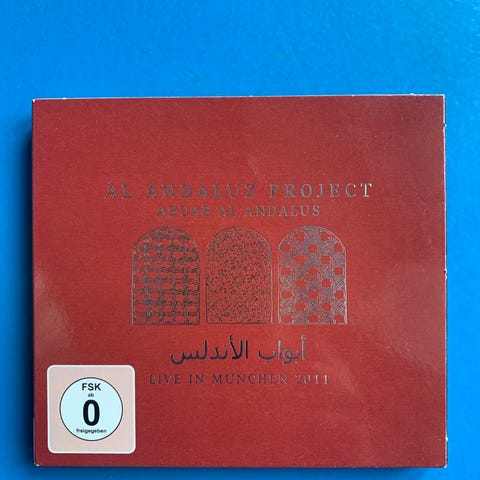 AL ANDALUZ PROJECT
ABUAB AL ANDALUS
أبواب الأندلس
LIVE IN MÜNCHEN 2011
FSK
ab
0
freigegeben